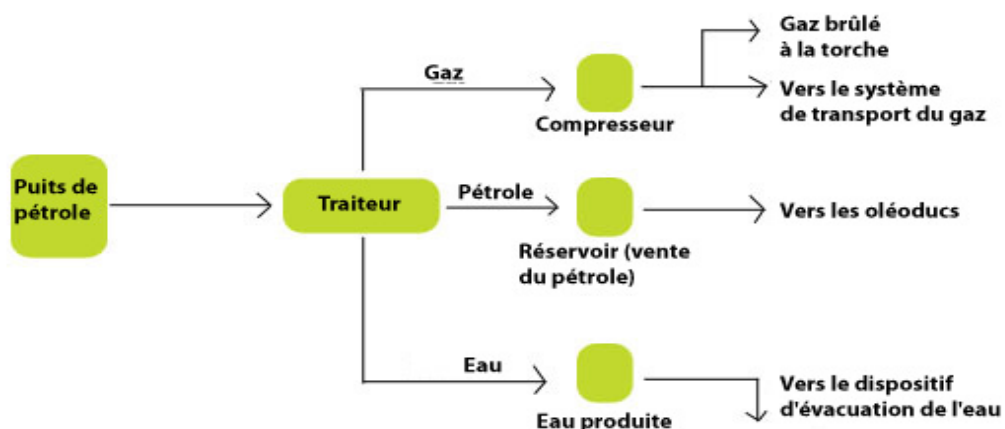 Gaz brûlé
à la torche
Gaz
Vers le système
de transport du gaz
Compresseur
Puits de
pétrole
Traiteur
Pétrole
Vers les oléoducs
Réservoir (vente
du pétrole)
Eau
Vers le dispositif
d'évacuation de l'eau
Eau produite